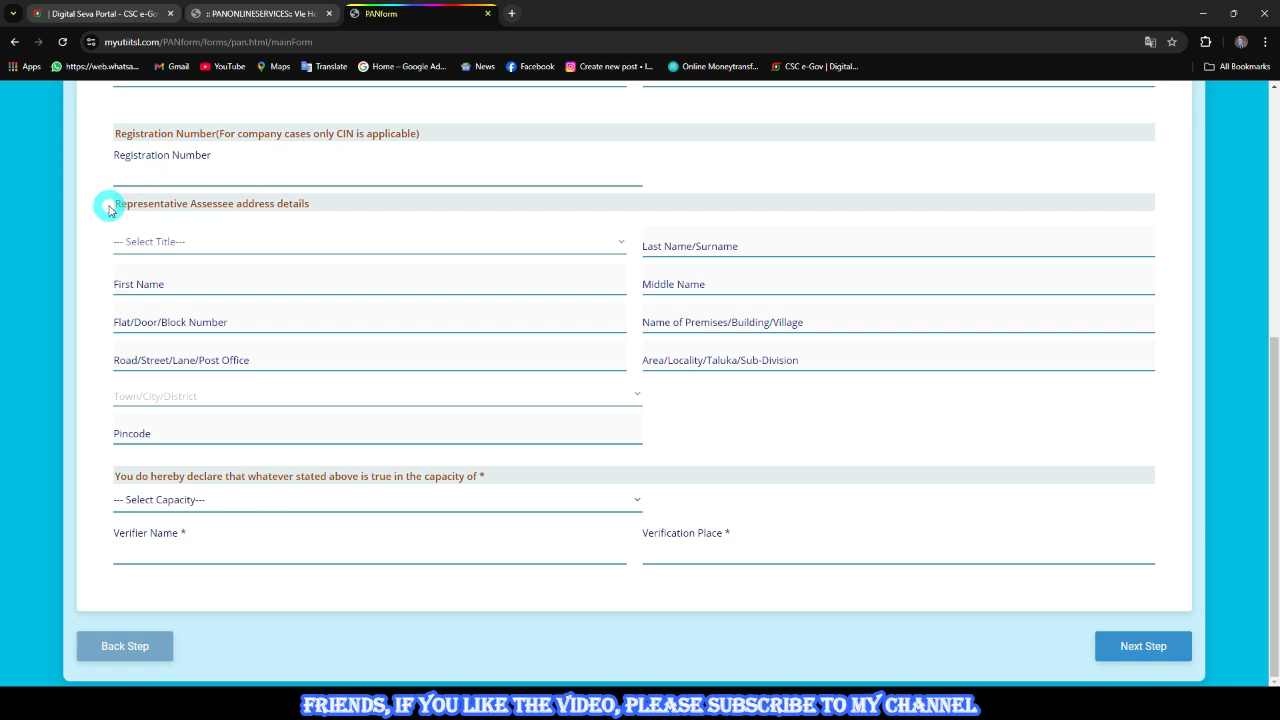 | Digital Seva Portal - CSC e-Go
:: PANONLINESERVICES:: Vle Ho
PANform
myutiitsl.com/PANform/forms/pan.html/mainForm
Apps
https://web.whatsa...
Gmail
YouTube
Maps
Translate
Home – Google Ad...
News
Facebook
Create new post • I...
Online Moneytransf...
CSC e-Gov | Digital...
All Bookmarks
Registration Number(For company cases only CIN is applicable)
Registration Number
Representative Assessee address details
--- Select Title---
Last Name/Surname
First Name
Middle Name
Flat/Door/Block Number
Name of Premises/Building/Village
Road/Street/Lane/Post Office
Area/Locality/Taluka/Sub-Division
Town/City/District
Pincode
You do hereby declare that whatever stated above is true in the capacity of *
--- Select Capacity---
Verifier Name *
Verification Place *
Back Step
Next Step
FRIENDS, IF YOU LIKE THE VIDEO, PLEASE SUBSCRIBE TO MY CHANNEL